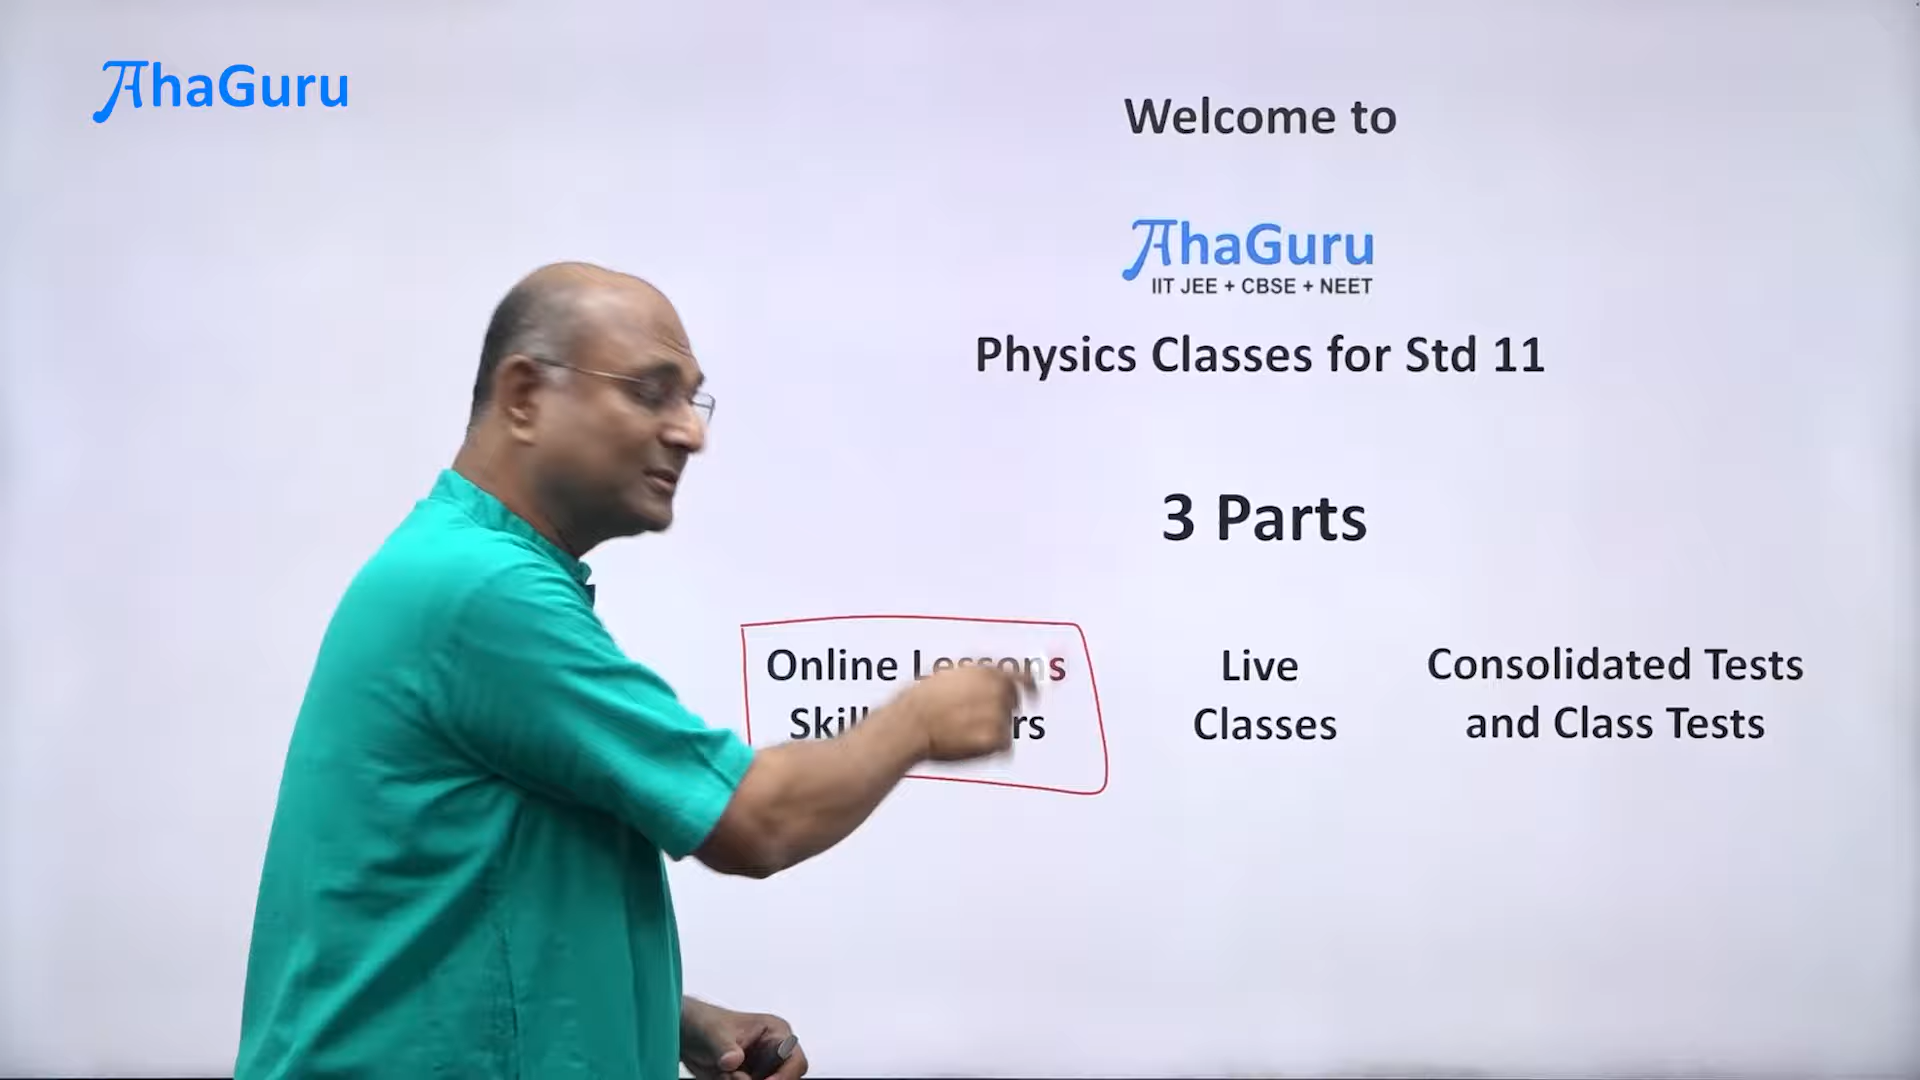 AhaGuru
Welcome to
AhaGuru
IIT JEE + CBSE + NEET
Physics Classes for Std 11
3 Parts
Online Lessons
Live
Classes
Consolidated Tests
and Class Tests